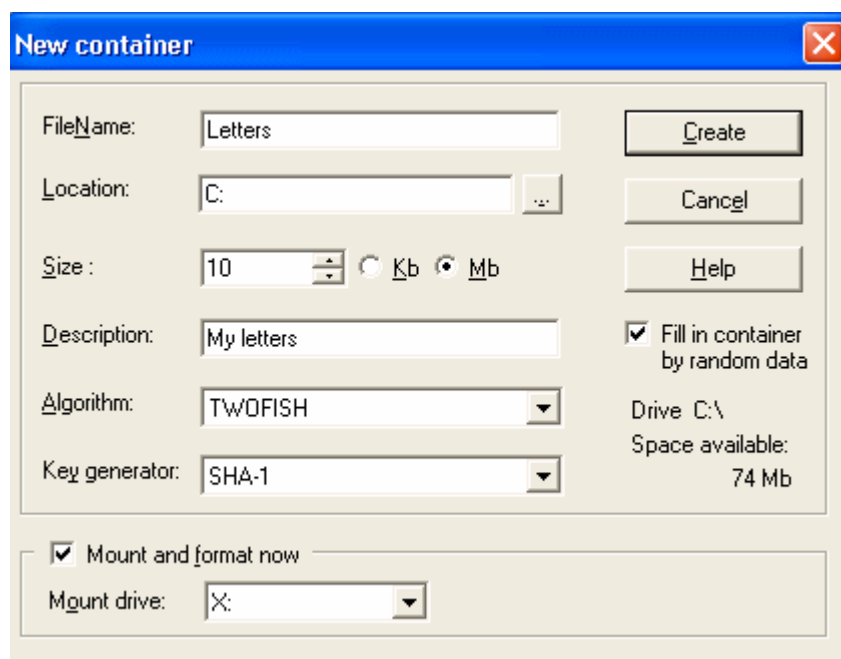 New container
FileName: Letters
Create
Location: C: ...
Cancel
Size : 10 Kb Mb
Help
Description: My letters
Fill in container
by random data
Algorithm: TWOFISH
Drive C:\
Space available:
74 Mb
Key generator: SHA-1
Mount and format now
Mount drive: X: